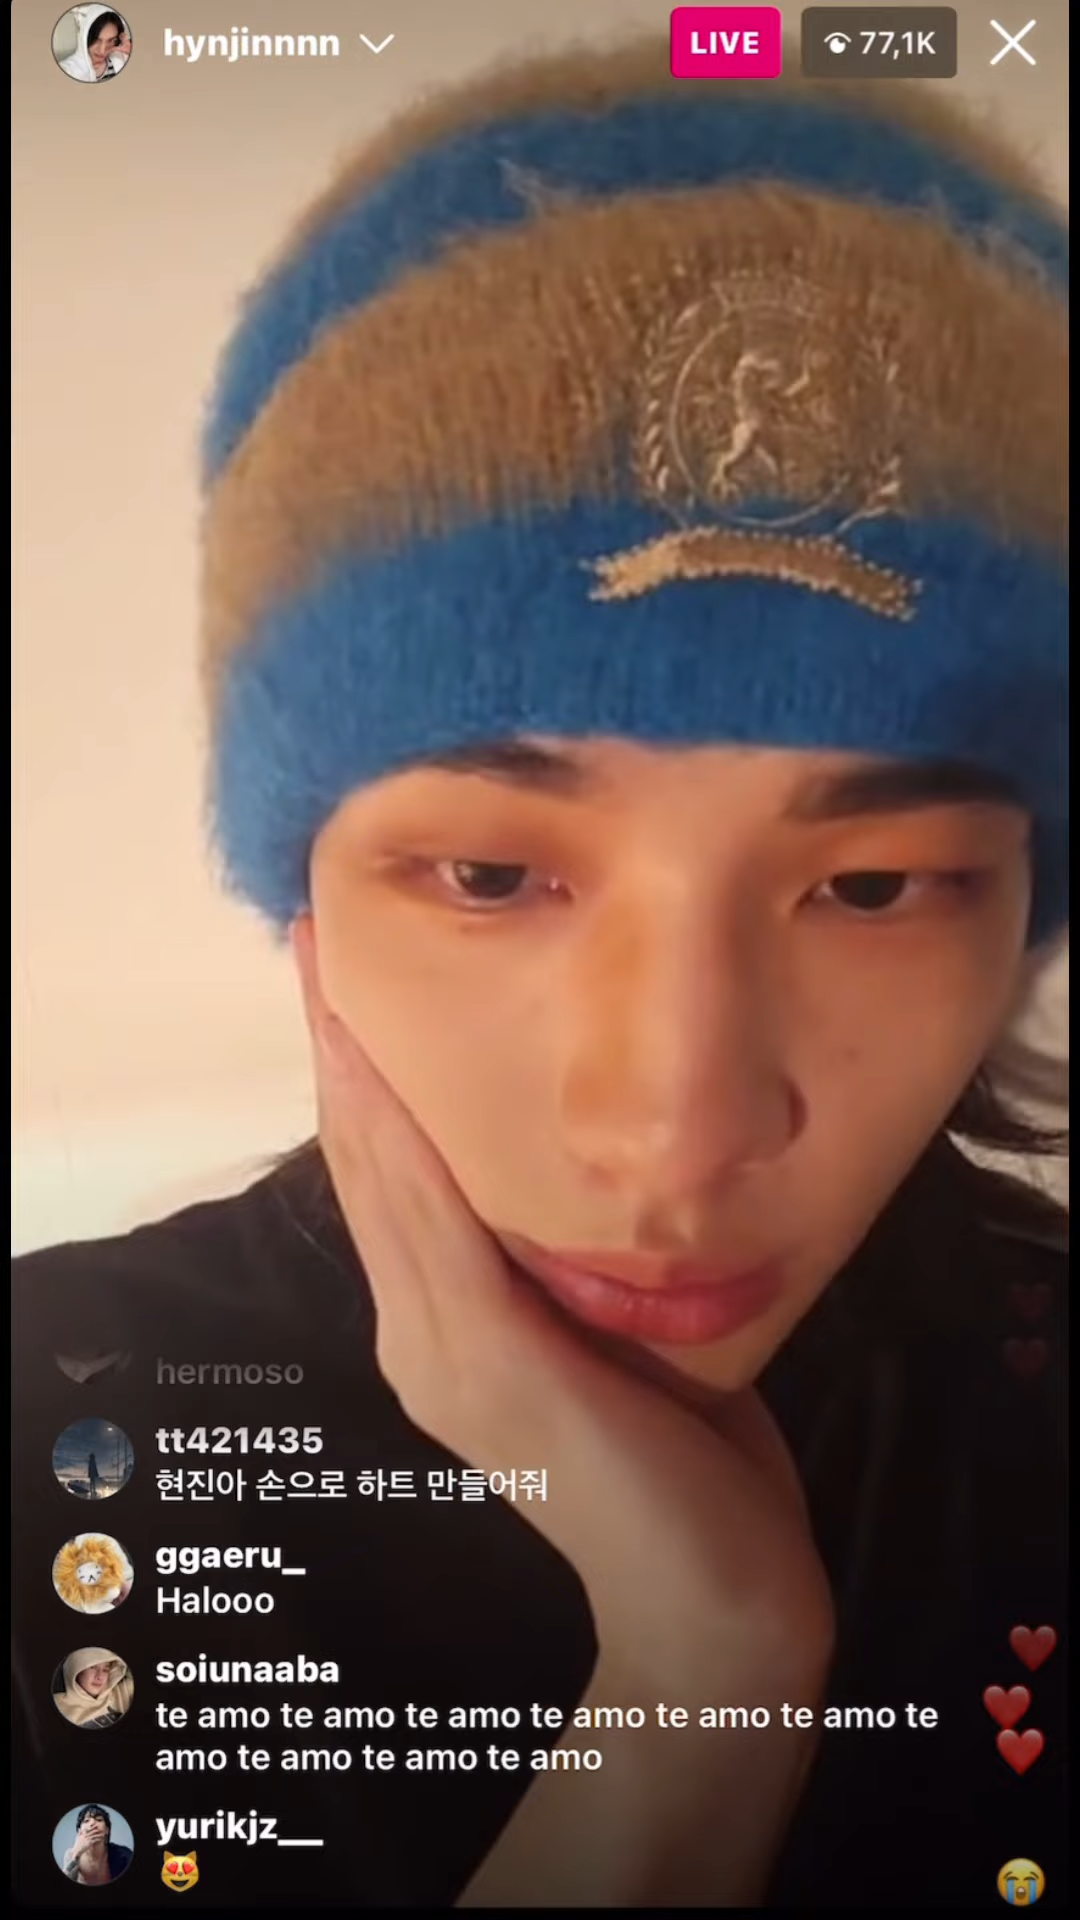 hynjinnnn
LIVE
77,1K
hermoso
tt421435
현진아 손으로 하트 만들어줘
ggaeru_
Halooo
soiunaaba
te amo te amo te amo te amo te amo te amo te
amo te amo te amo te amo
yurikjz__
😻